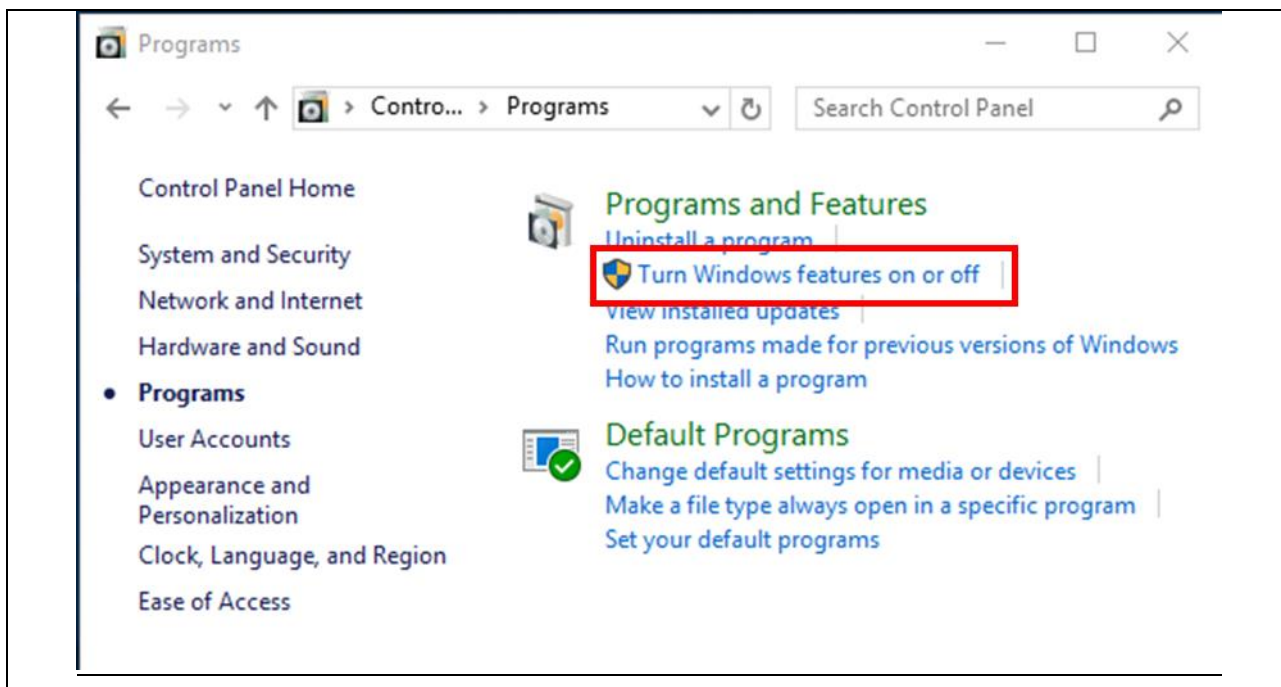 Programs
Contro... > Programs
Search Control Panel
Control Panel Home
System and Security
Network and Internet
Hardware and Sound
Programs
User Accounts
Appearance and
Personalization
Clock, Language, and Region
Ease of Access
Programs and Features
Uninstall a program
Turn Windows features on or off
View installed updates
Run programs made for previous versions of Windows
How to install a program
Default Programs
Change default settings for media or devices
Make a file type always open in a specific program
Set your default programs